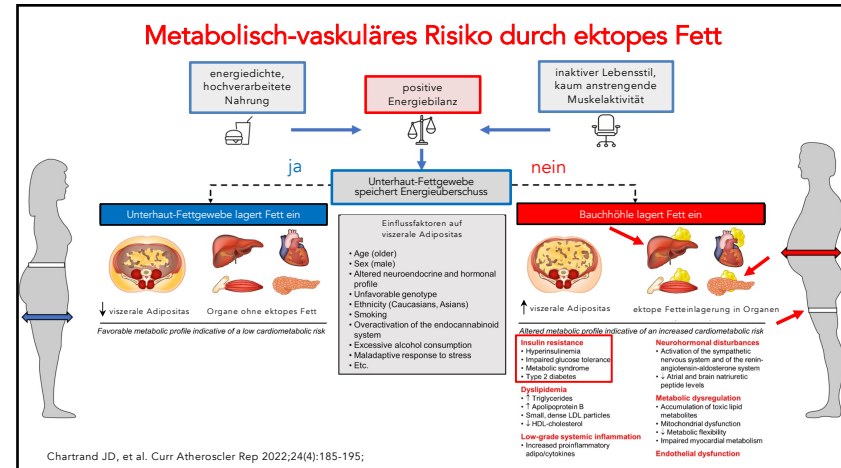 Metabolisch-vaskuläres Risiko durch ektopes Fett
energiedichte,
hochverarbeitete
Nahrung
positive
Energiebilanz
inaktiver Lebensstil,
kaum anstrengende
Muskelaktivität
ja
nein
Unterhaut-Fettgewebe
speichert Energieüberschuss
Unterhaut-Fettgewebe lagert Fett ein
↓ viszerale Adipositas
Organe ohne ektopes Fett
Favorable metabolic profile indicative of a low cardiometabolic risk
Einflussfaktoren auf
viszerale Adipositas
• Age (older)
• Sex (male)
• Altered neuroendocrine and hormonal
profile
• Unfavorable genotype
• Ethnicity (Caucasians, Asians)
• Smoking
• Overactivation of the endocannabinoid
system
• Excessive alcohol consumption
• Maladaptive response to stress
• Etc.
Bauchhöhle lagert Fett ein
↑ viszerale Adipositas
ektope Fetteinlagerung in Organen
Altered metabolic profile indicative of an increased cardiometabolic risk
Insulin resistance
• Hyperinsulinemia
• Impaired glucose tolerance
• Metabolic syndrome
• Type 2 diabetes
Dyslipidemia
• ↑ Triglycerides
• ↑ Apolipoprotein B
• Small, dense LDL particles
• ↓ HDL-cholesterol
Low-grade systemic inflammation
• Increased proinflammatory
adipo/cytokines
Neurohormonal disturbances
• Activation of the sympathetic
nervous system and of the renin-
angiotensin-aldosterone system
• ↓ Atrial and brain natriuretic
peptide levels
Metabolic dysregulation
• Accumulation of toxic lipid
metabolites
• Mitochondrial dysfunction
• ↓ Metabolic flexibility
• Impaired myocardial metabolism
Endothelial dysfunction
Chartrand JD, et al. Curr Atheroscler Rep 2022;24(4):185-195;